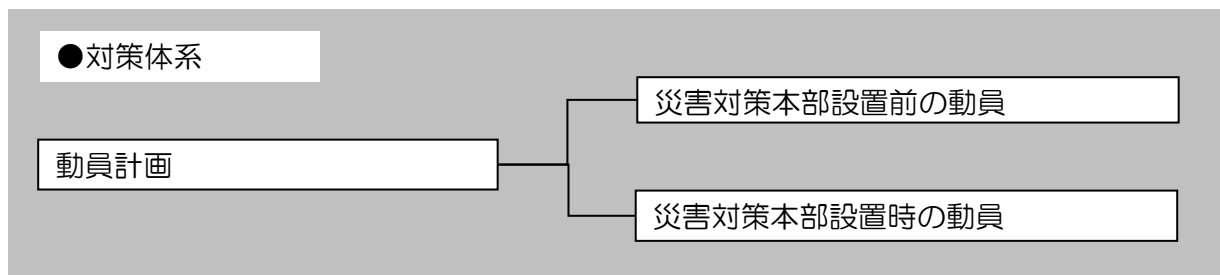 ●対策体系
動員計画
災害対策本部設置前の動員
災害対策本部設置時の動員